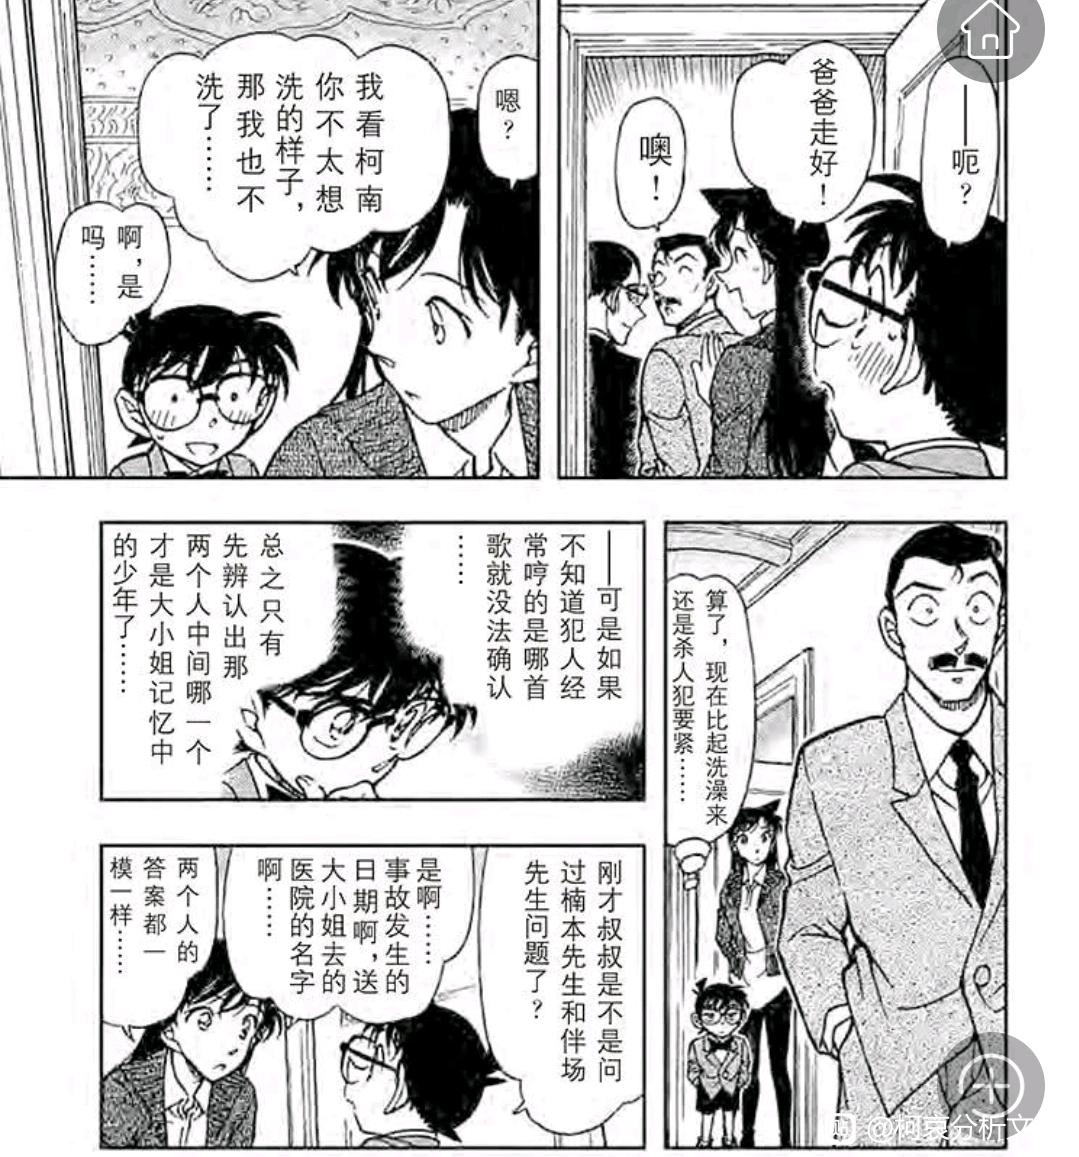 ——呃？
爸爸走好！
噢！
嗯？
我看柯南
你不太想
洗的样子，
那我也不
洗了……
啊，是
吗……
算了，现在比起洗澡来
还是杀人犯要紧……
——可是如果
不知道犯人经
常哼的是哪首
歌就没法确认
……
总之只有
先辨认出那
两个人中间哪一个
才是大小姐记忆中
的少年了……
刚才叔叔是不是问
过楠本先生和伴场
先生问题了？
是啊……
事故发生的
日期啊，送
大小姐去的
医院的名字
啊……
两个人的
答案都一
模一样……
@柯哀分析文